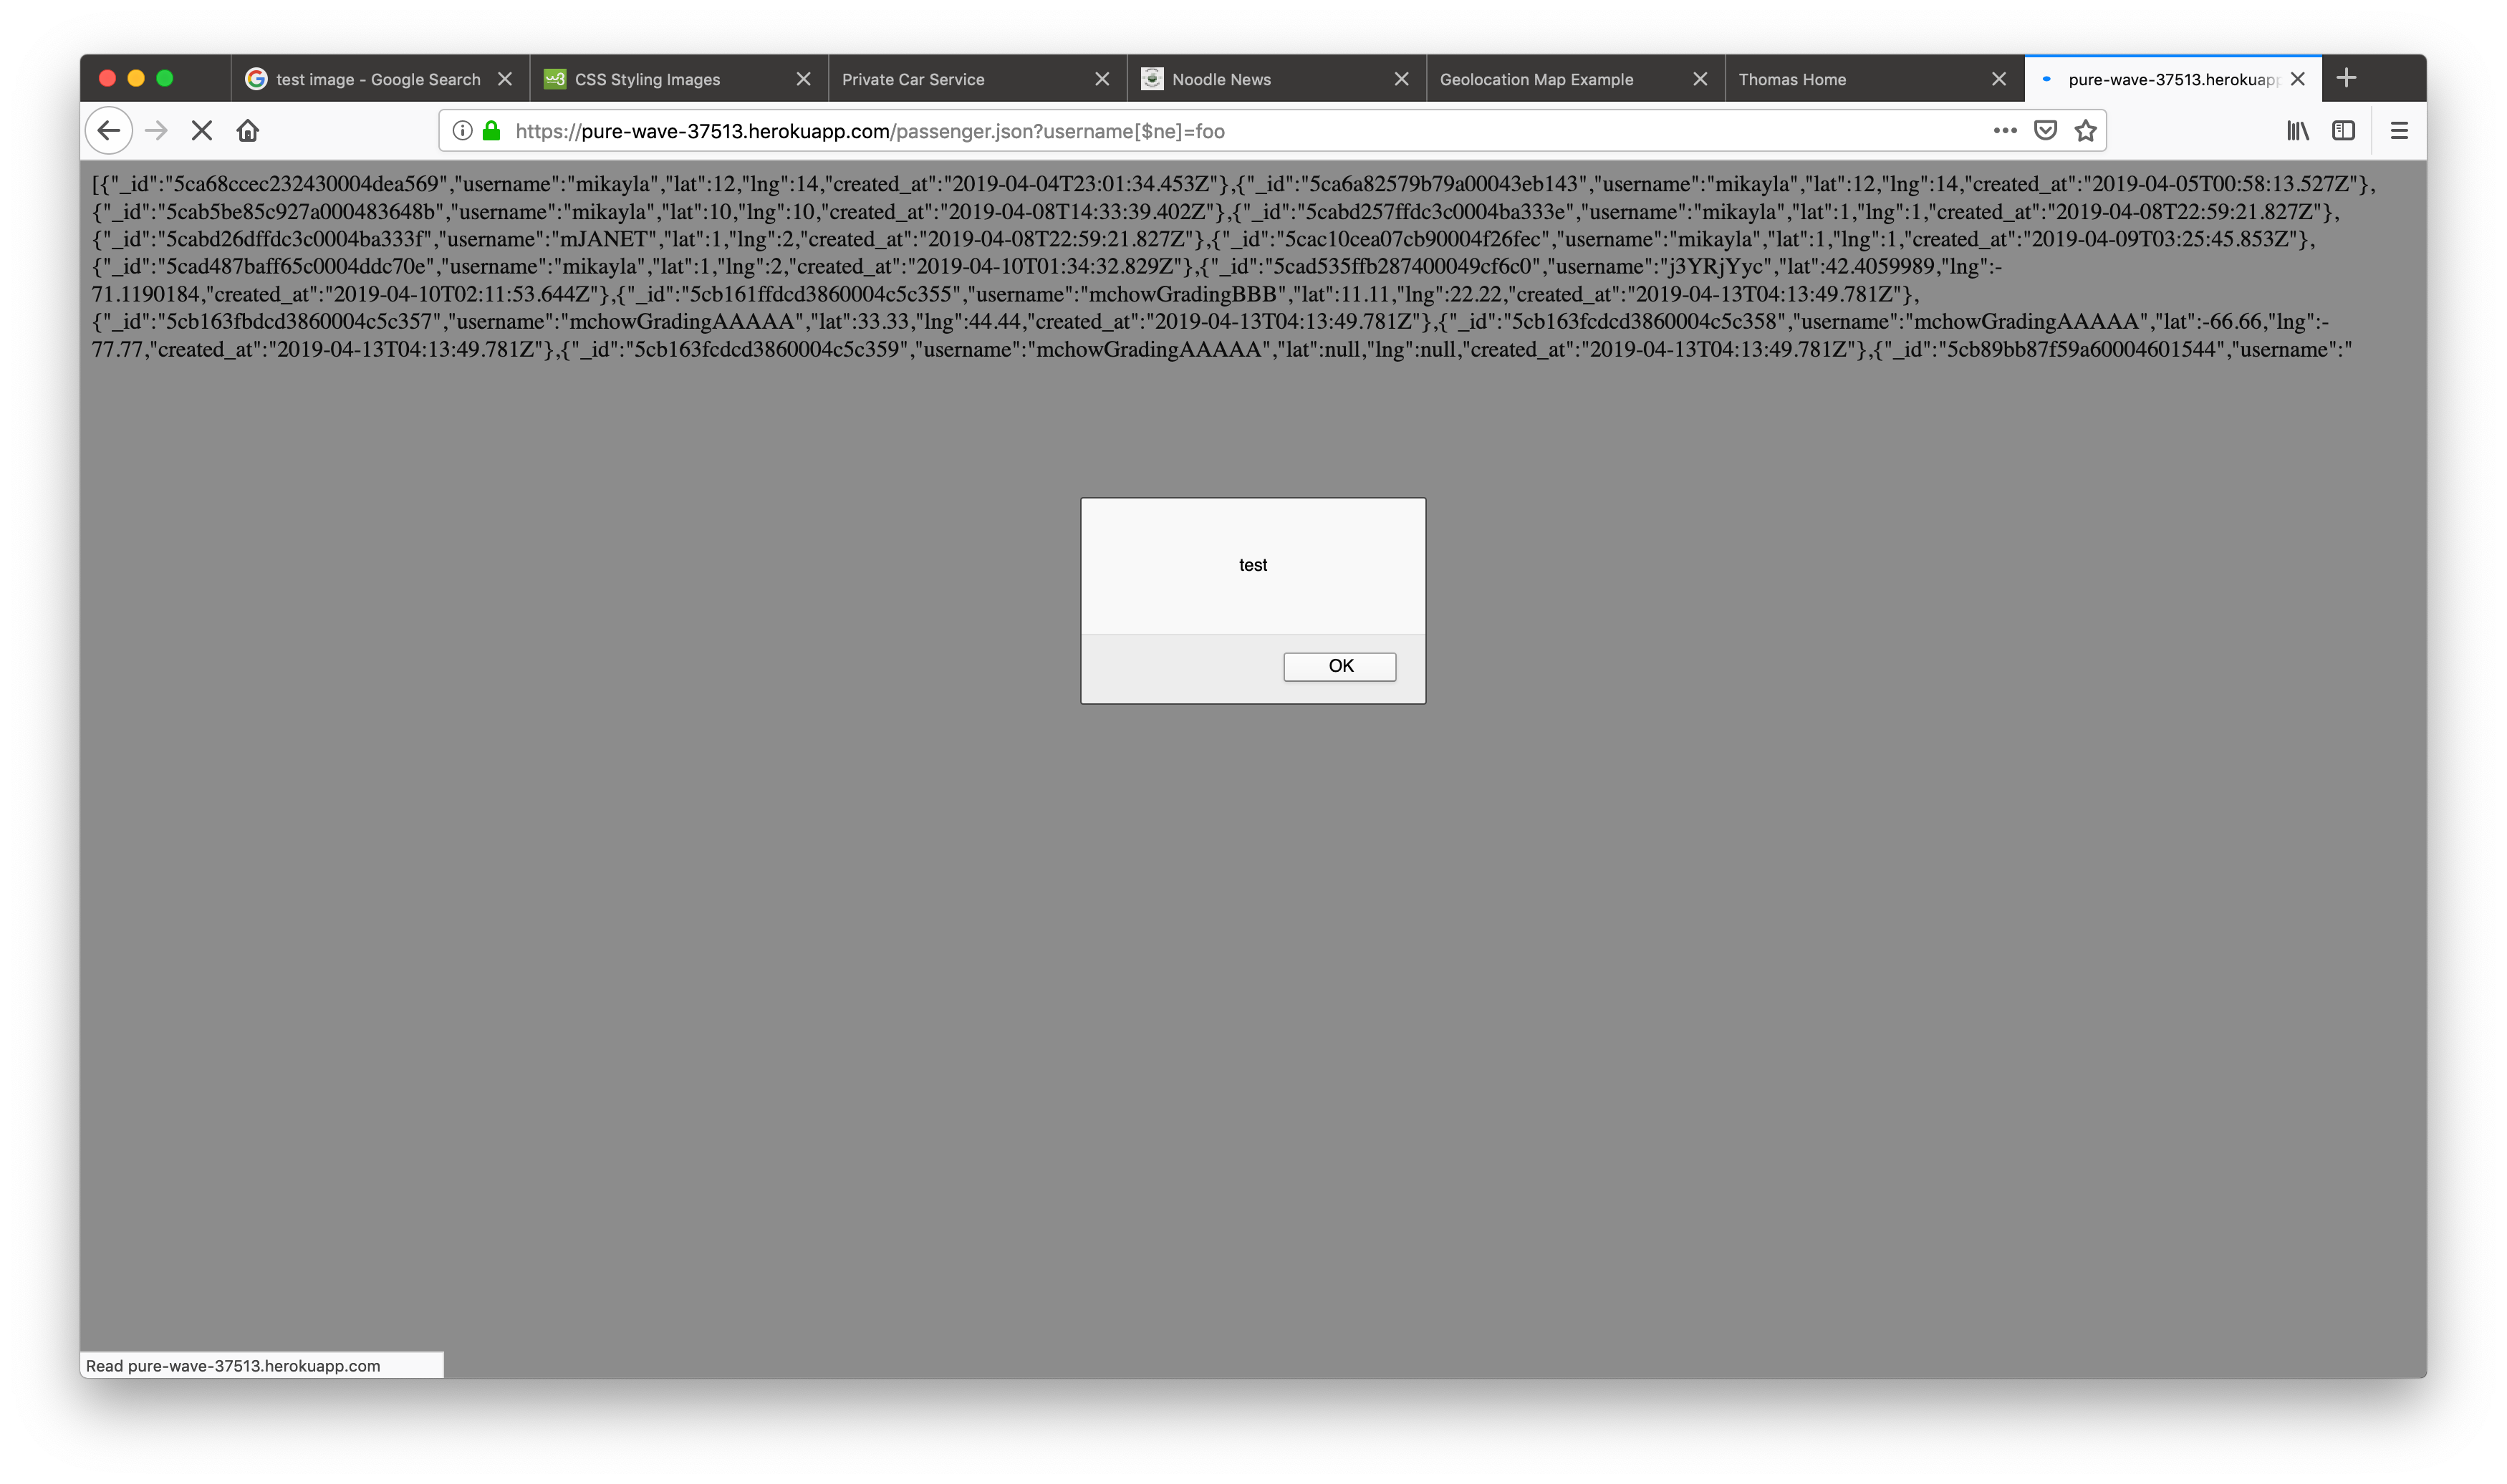 test image - Google Search
CSS Styling Images
Private Car Service
Noodle News
Geolocation Map Example
Thomas Home
pure-wave-37513.herokuapp
https://pure-wave-37513.herokuapp.com/passenger.json?username[$ne]=foo
[{"_id":"5ca68ccec232430004dea569","username":"mikayla","lat":12,"lng":14,"created_at":"2019-04-04T23:01:34.453Z"},{"_id":"5ca6a82579b79a00043eb143","username":"mikayla","lat":12,"lng":14,"created_at":"2019-04-05T00:58:13.527Z"},
{"_id":"5cab5be85c927a000483648b","username":"mikayla","lat":10,"lng":10,"created_at":"2019-04-08T14:33:39.402Z"},{"_id":"5cabd257ffdc3c0004ba333e","username":"mikayla","lat":1,"lng":1,"created_at":"2019-04-08T22:59:21.827Z"},
{"_id":"5cabd26dffdc3c0004ba333f","username":"mJANET","lat":1,"lng":2,"created_at":"2019-04-08T22:59:21.827Z"},{"_id":"5cac10cea07cb90004f26fec","username":"mikayla","lat":1,"lng":1,"created_at":"2019-04-09T03:25:45.853Z"},
{"_id":"5cad487baff65c0004ddc70e","username":"mikayla","lat":1,"lng":2,"created_at":"2019-04-10T01:34:32.829Z"},{"_id":"5cad535ffb287400049cf6c0","username":"j3YRjYyc","lat":42.4059989,"lng":-
71.1190184,"created_at":"2019-04-10T02:11:53.644Z"},{"_id":"5cb161ffdcd3860004c5c355","username":"mchowGradingBBB","lat":11.11,"lng":22.22,"created_at":"2019-04-13T04:13:49.781Z"},
{"_id":"5cb163fbdcd3860004c5c357","username":"mchowGradingAAAAA","lat":33.33,"lng":44.44,"created_at":"2019-04-13T04:13:49.781Z"},{"_id":"5cb163fcdcd3860004c5c358","username":"mchowGradingAAAAA","lat":-66.66,"lng":-
77.77,"created_at":"2019-04-13T04:13:49.781Z"},{"_id":"5cb163fcdcd3860004c5c359","username":"mchowGradingAAAAA","lat":null,"lng":null,"created_at":"2019-04-13T04:13:49.781Z"},{"_id":"5cb89bb87f59a60004601544","username":"
test
OK
Read pure-wave-37513.herokuapp.com